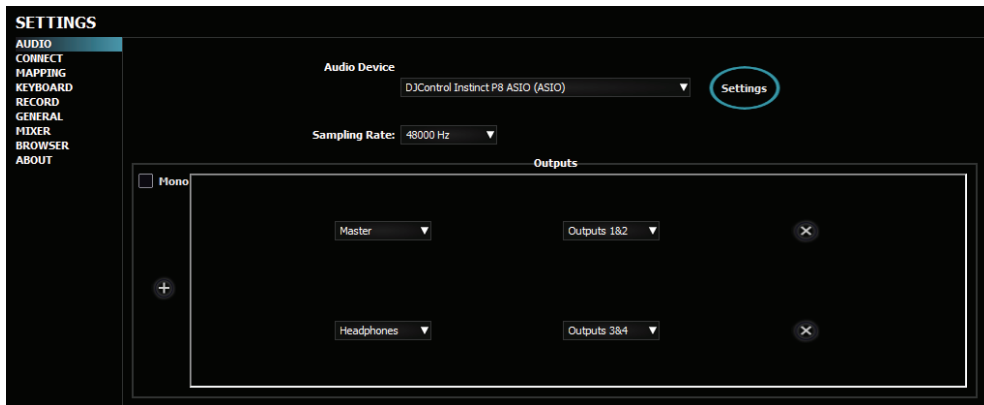 SETTINGS
AUDIO
CONNECT
MAPPING
KEYBOARD
RECORD
GENERAL
MIXER
BROWSER
ABOUT
Audio Device
DJControl Instinct P8 ASIO (ASIO)
Settings
Sampling Rate: 48000 Hz
Outputs
Mono
Master Outputs 1&2
Headphones Outputs 3&4